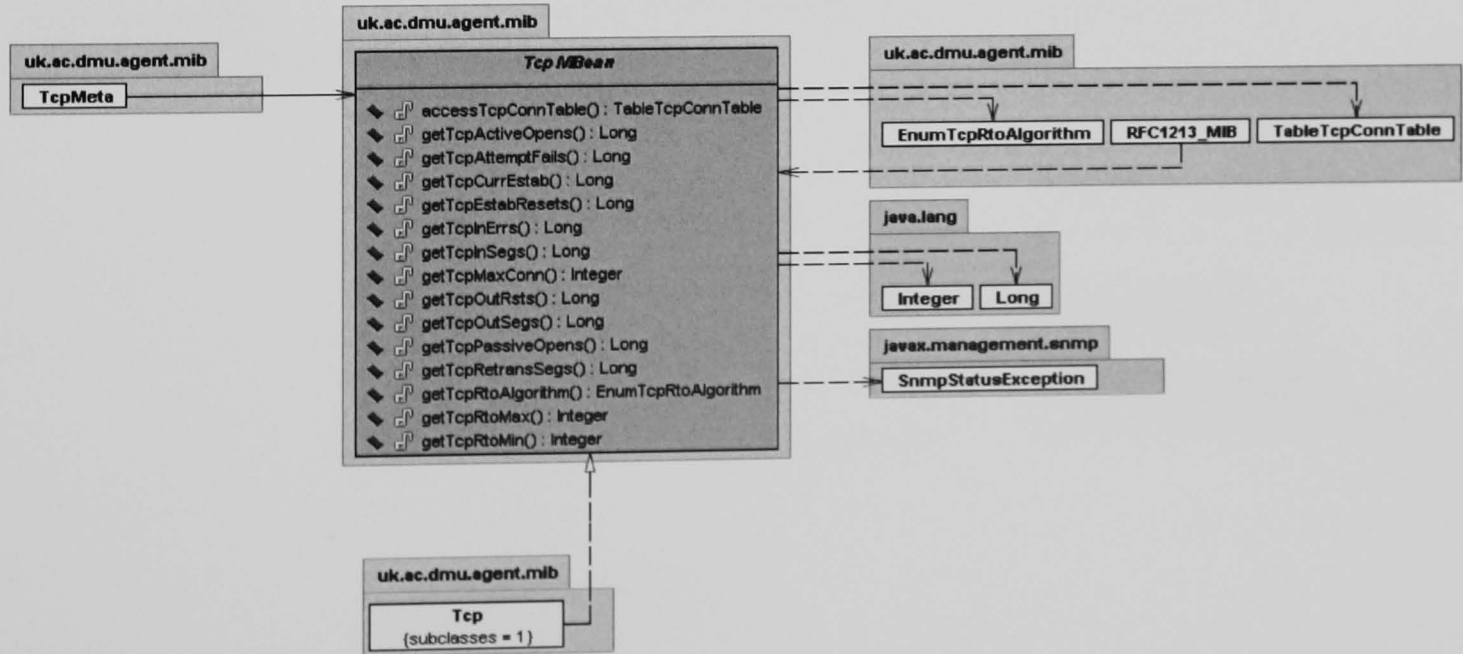 uk.ac.dmu.agent.mib
TcpMeta
uk.ac.dmu.agent.mib
Tcp MBean
accessTcpConnTable() : TableTcpConnTable
getTcpActiveOpens() : Long
getTcpAttemptFails() : Long
getTcpCurrEstab() : Long
getTcpEstabResets() : Long
getTcpInErrs() : Long
getTcpInSegs() : Long
getTcpMaxConn() : Integer
getTcpOutRsts() : Long
getTcpOutSegs() : Long
getTcpPassiveOpens() : Long
getTcpRetransSegs() : Long
getTcpRtoAlgorithm() : EnumTcpRtoAlgorithm
getTcpRtoMax() : Integer
getTcpRtoMin() : Integer
uk.ac.dmu.agent.mib
EnumTcpRtoAlgorithm
RFC1213_MIB
TableTcpConnTable
java.lang
Integer
Long
javax.management.snmp
SnmpStatusException
uk.ac.dmu.agent.mib
Tcp
{subclasses = 1}